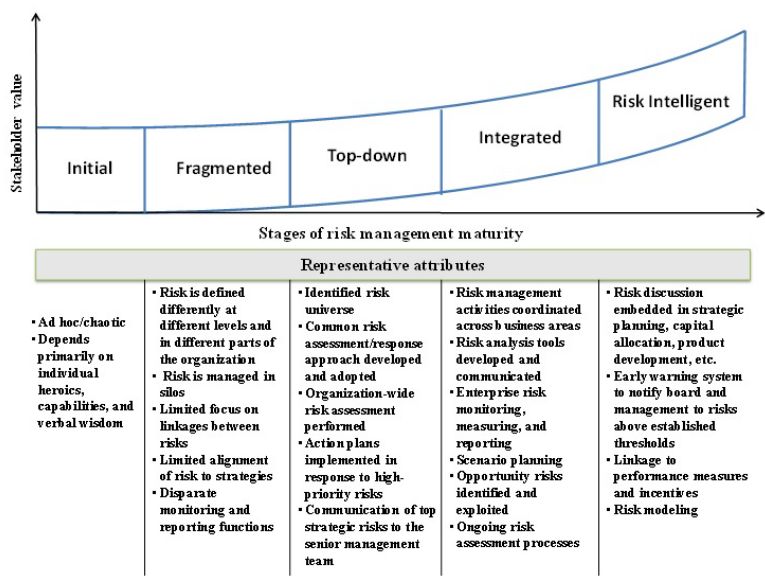 Stakeholder value
Initial
Fragmented
Top-down
Integrated
Risk Intelligent
Stages of risk management maturity
Representative attributes
▪ Ad hoc/chaotic
▪ Depends
primarily on
individual
heroics,
capabilities, and
verbal wisdom
▪ Risk is defined
differently at
different levels and
in different parts of
the organization
▪ Risk is managed in
silos
▪ Limited focus on
linkages between
risks
▪ Limited alignment
of risk to strategies
▪ Disparate
monitoring and
reporting functions
▪ Identified risk
universe
▪ Common risk
assessment/response
approach developed
and adopted
▪ Organization-wide
risk assessment
performed
▪ Action plans
implemented in
response to high-
priority risks
▪ Communication of top
strategic risks to the
senior management
team
▪ Risk management
activities coordinated
across business areas
▪ Risk analysis tools
developed and
communicated
▪ Enterprise risk
monitoring,
measuring, and
reporting
▪ Scenario planning
▪ Opportunity risks
identified and
exploited
▪ Ongoing risk
assessment processes
▪ Risk discussion
embedded in strategic
planning, capital
allocation, product
development, etc.
▪ Early warning system
to notify board and
management to risks
above established
thresholds
▪ Linkage to
performance measures
and incentives
▪ Risk modeling